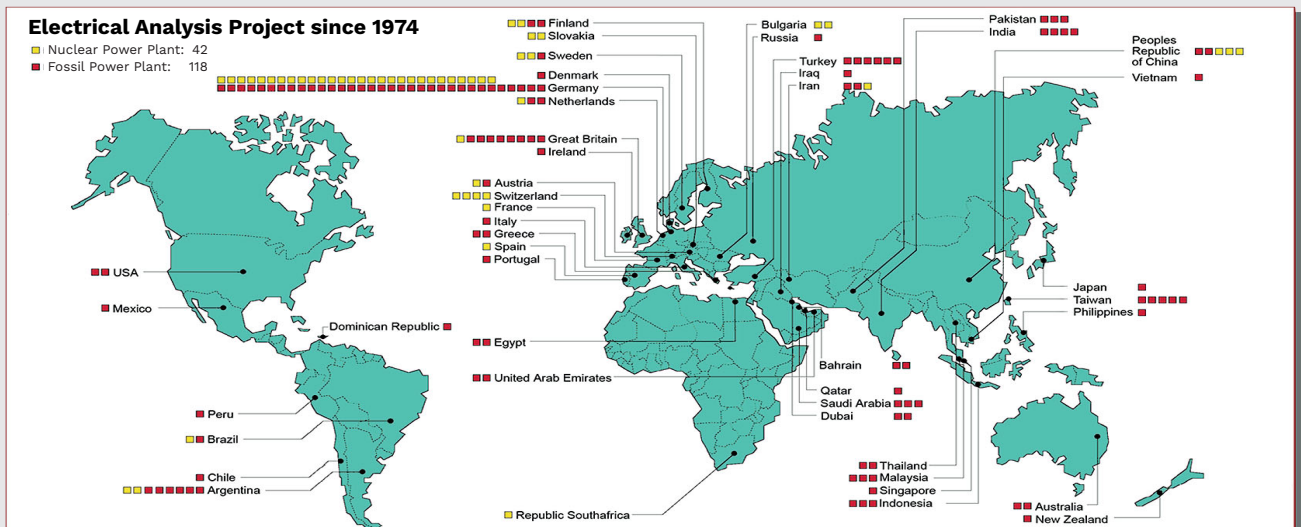 Electrical Analysis Project since 1974
Nuclear Power Plant: 42
Fossil Power Plant: 118
Finland
Slovakia
Sweden
Denmark
Germany
Netherlands
Great Britain
Ireland
Austria
Switzerland
France
Italy
Greece
Spain
Portugal
Bulgaria
Russia
Turkey
Iraq
Iran
Pakistan
India
Peoples
Republic
of China
Vietnam
USA
Mexico
Dominican Republic
Peru
Brazil
Chile
Argentina
Egypt
United Arab Emirates
Republic Southafrica
Bahrain
Qatar
Saudi Arabia
Dubai
Japan
Taiwan
Philippines
Thailand
Malaysia
Singapore
Indonesia
Australia
New Zealand